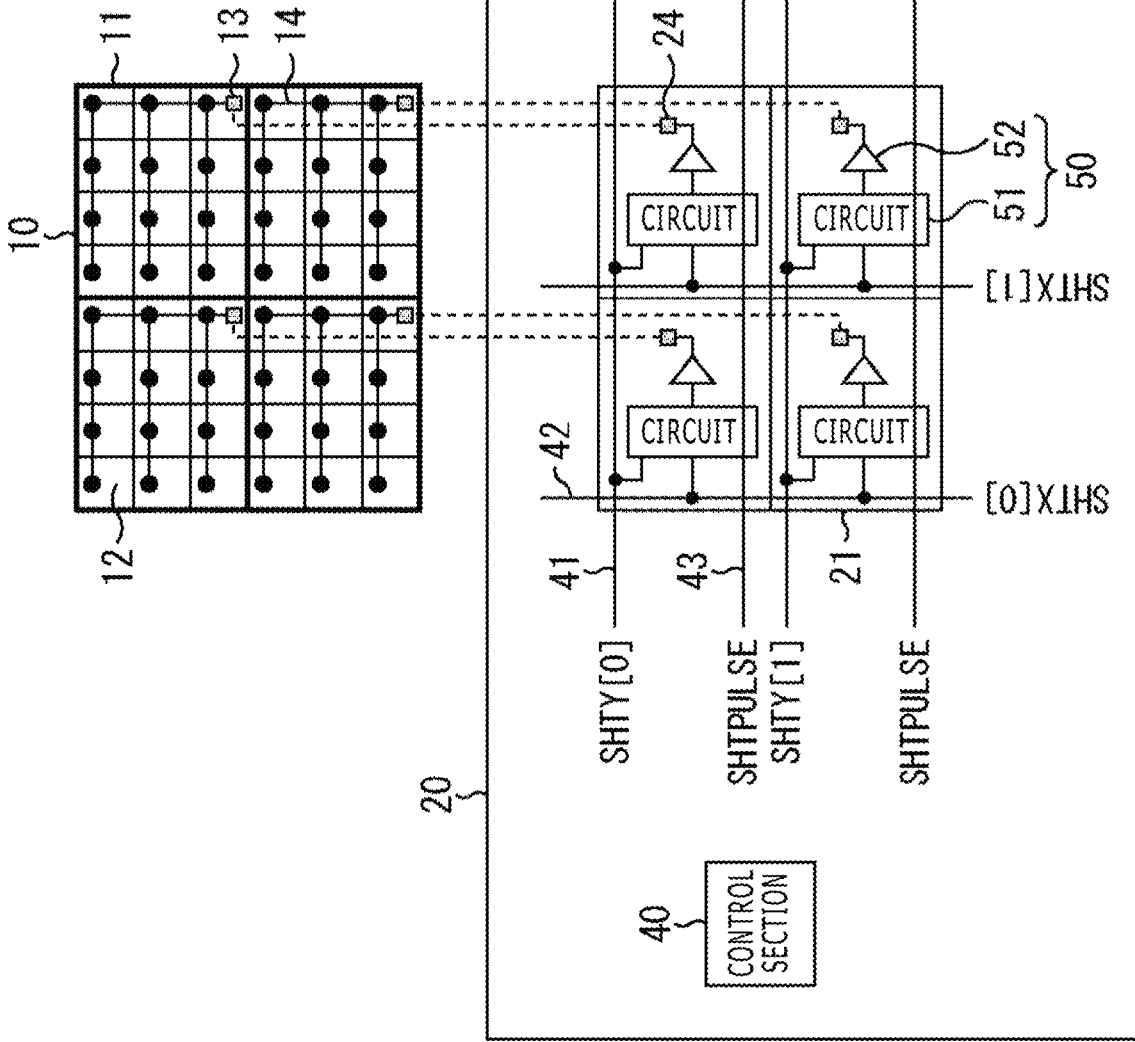 10
11
13
14
12
20
24
42
CIRCUIT
CIRCUIT
CIRCUIT
CIRCUIT
52
51
50
41
43
21
SHTX[1]
SHTX[0]
SHTY[0]
SHTPULSE
SHTY[1]
SHTPULSE
40
CONTROL
SECTION